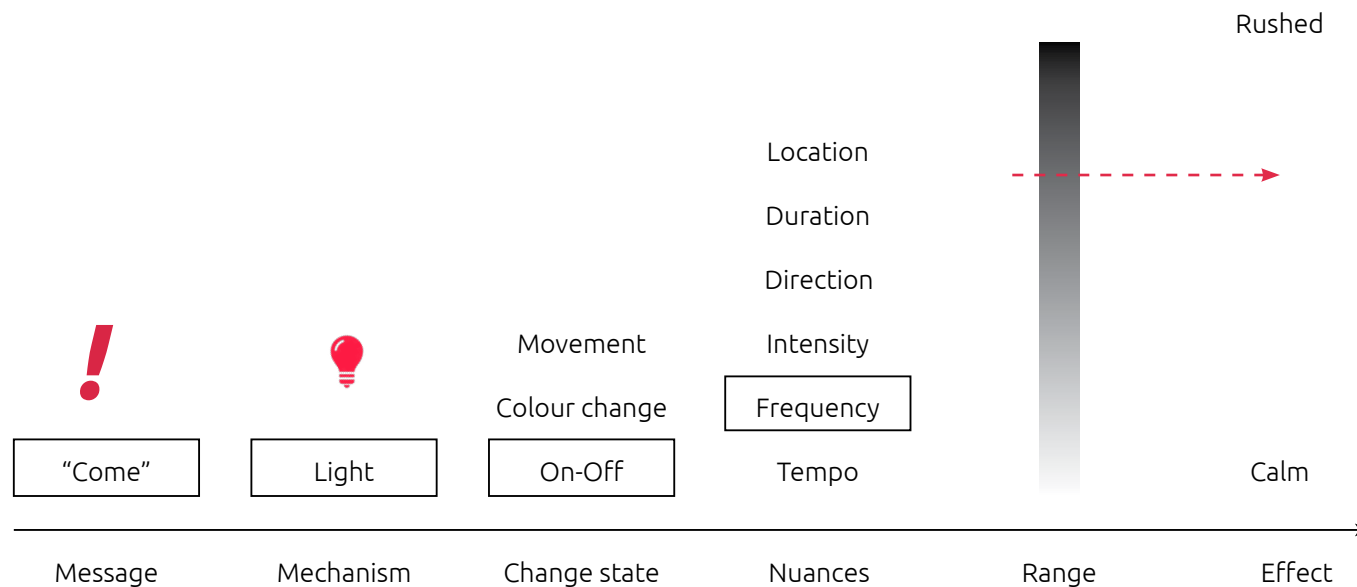 Rushed
Location
Duration
Direction
Movement
Intensity
Colour change
Frequency
“Come”
Light
On-Off
Tempo
Calm
Message
Mechanism
Change state
Nuances
Range
Effect